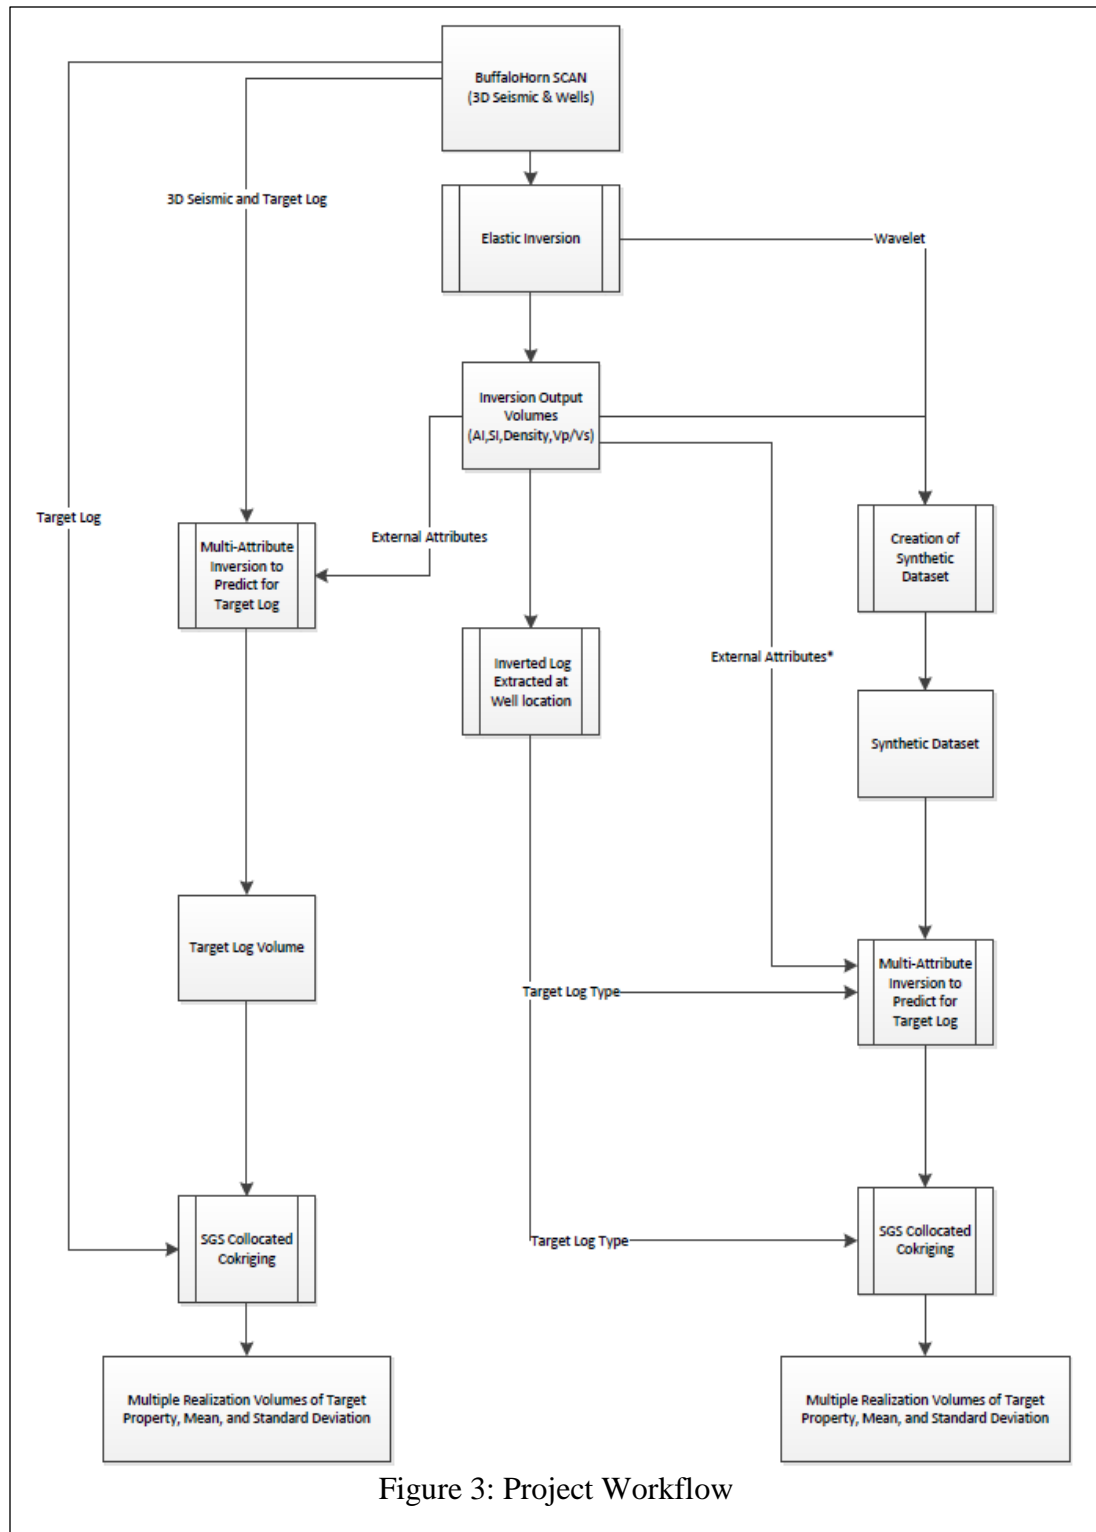 BuffaloHorn SCAN
(3D Seismic & Wells)
3D Seismic and Target Log
Elastic Inversion
Wavelet
Inversion Output
Volumes
(AI,SI,Density,Vp/Vs)
Target Log
External Attributes
Multi-Attribute
Inversion to
Predict for
Target Log
Creation of
Synthetic
Dataset
Inverted Log
Extracted at
Well location
External Attributes*
Synthetic Dataset
Target Log Volume
Target Log Type
Multi-Attribute
Inversion to
Predict for
Target Log
SGS Collocated
Cokriging
Target Log Type
SGS Collocated
Cokriging
Multiple Realization Volumes of Target
Property, Mean, and Standard Deviation
Multiple Realization Volumes of Target
Property, Mean, and Standard Deviation
Figure 3: Project Workflow